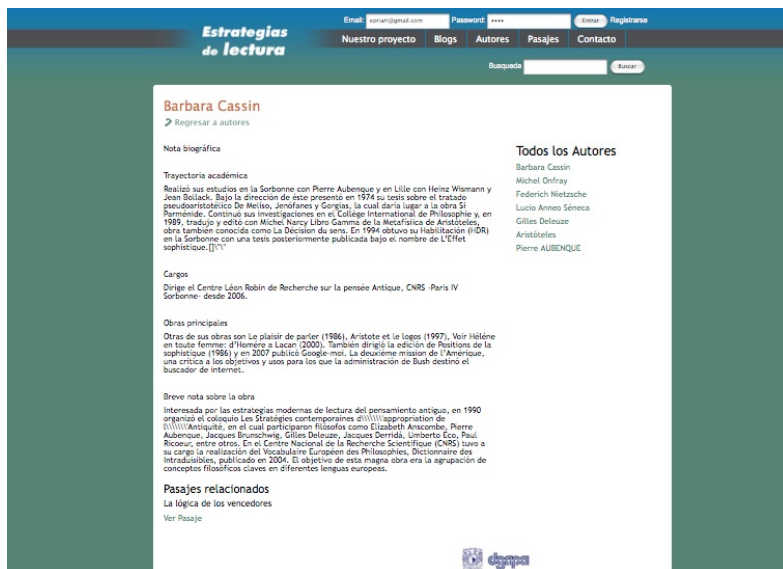 Email: epriani@gmail.com Password: •••• Entrar Registrarse
Estrategias
de lectura
Nuestro proyecto Blogs Autores Pasajes Contacto
Busqueda Buscar
Barbara Cassin
Regresar a autores
Nota biográfica
Trayectoria académica
Realizó sus estudios en la Sorbonne con Pierre Aubenque y en Lille con Heinz Wismann y
Jean Bollack. Bajo la dirección de éste presentó en 1974 su tesis sobre el tratado
pseudoaristotélico De Meliso, Jenófanes y Gorgias, la cual daría lugar a la obra Si
Parménide. Continuó sus investigaciones en el Collège International de Philosophie y, en
1989, tradujo y editó con Michel Narcy Libro Gamma de la Metafísica de Aristóteles,
obra también conocida como La Décision du sens. En 1994 obtuvo su Habilitación (HDR)
en la Sorbonne con una tesis posteriormente publicada bajo el nombre de L'Effet
sophistique.[]\"\"
Cargos
Dirige el Centre Léon Robin de Recherche sur la pensée Antique, CNRS -Paris IV
Sorbonne- desde 2006.
Obras principales
Otras de sus obras son Le plaisir de parler (1986), Aristote et le logos (1997), Voir Héléne
en toute femme: d'Homère a Lacan (2000). También dirigió la edición de Positions de la
sophistique (1986) y en 2007 publicó Google-moi. La deuxième mission de l'Amérique,
una crítica a los objetivos y usos para los que la administración de Bush destinó el
buscador de internet.
Breve nota sobre la obra
Interesada por las estrategias modernas de lectura del pensamiento antiguo, en 1990
organizó el coloquio Les Stratégies contemporaines d\\\\\\\'appropriation de
l\\\\\\\'Antiquité, en el cual participaron filósofos como Elizabeth Anscombe, Pierre
Aubenque, Jacques Brunschwig, Gilles Deleuze, Jacques Derridá, Umberto Eco, Paul
Ricoeur, entre otros. En el Centre Nacional de la Recherche Scientifique (CNRS) tuvo a
su cargo la realización del Vocabulaire Européen des Philosophies, Dictionnaire des
Intraduisibles, publicado en 2004. El objetivo de esta magna obra era la agrupación de
conceptos filosóficos claves en diferentes lenguas europeas.
Pasajes relacionados
La lógica de los vencedores
Ver Pasaje
Todos los Autores
Barbara Cassin
Michel Onfray
Federich Nietzsche
Lucio Anneo Séneca
Gilles Deleuze
Aristóteles
Pierre AUBENQUE
dgapa